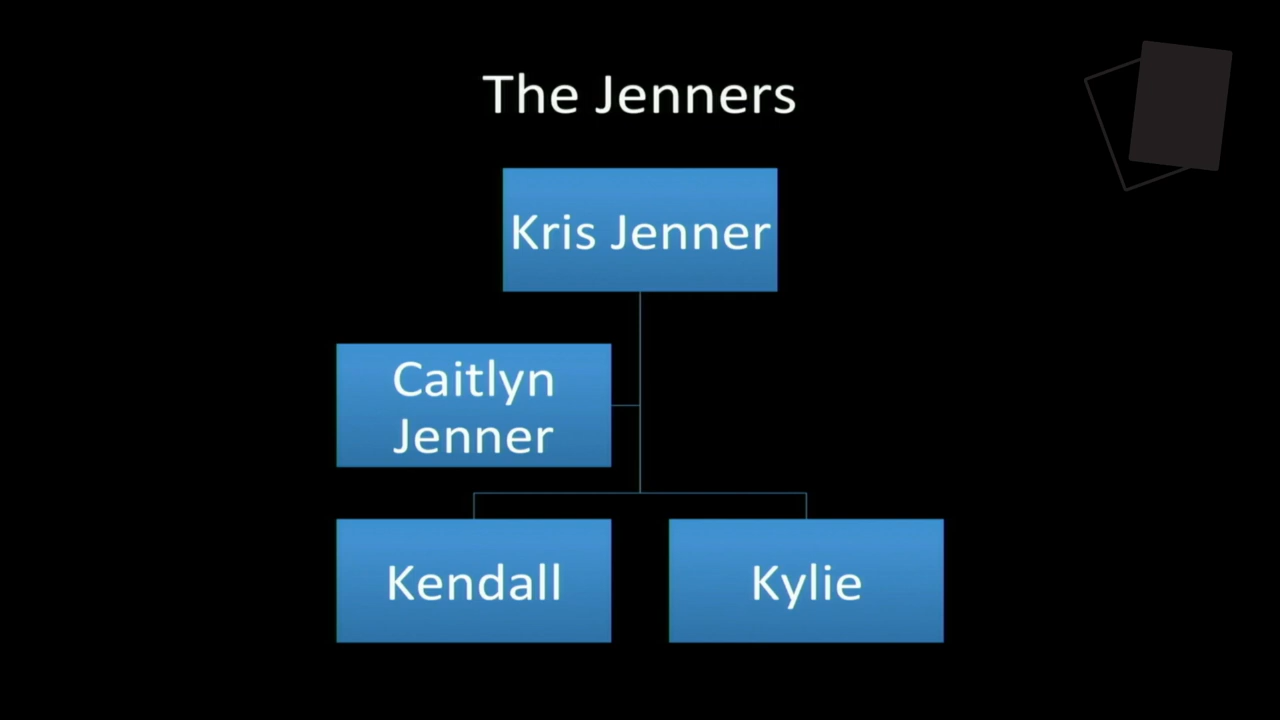 The Jenners
Kris Jenner
Caitlyn
Jenner
Kendall
Kylie